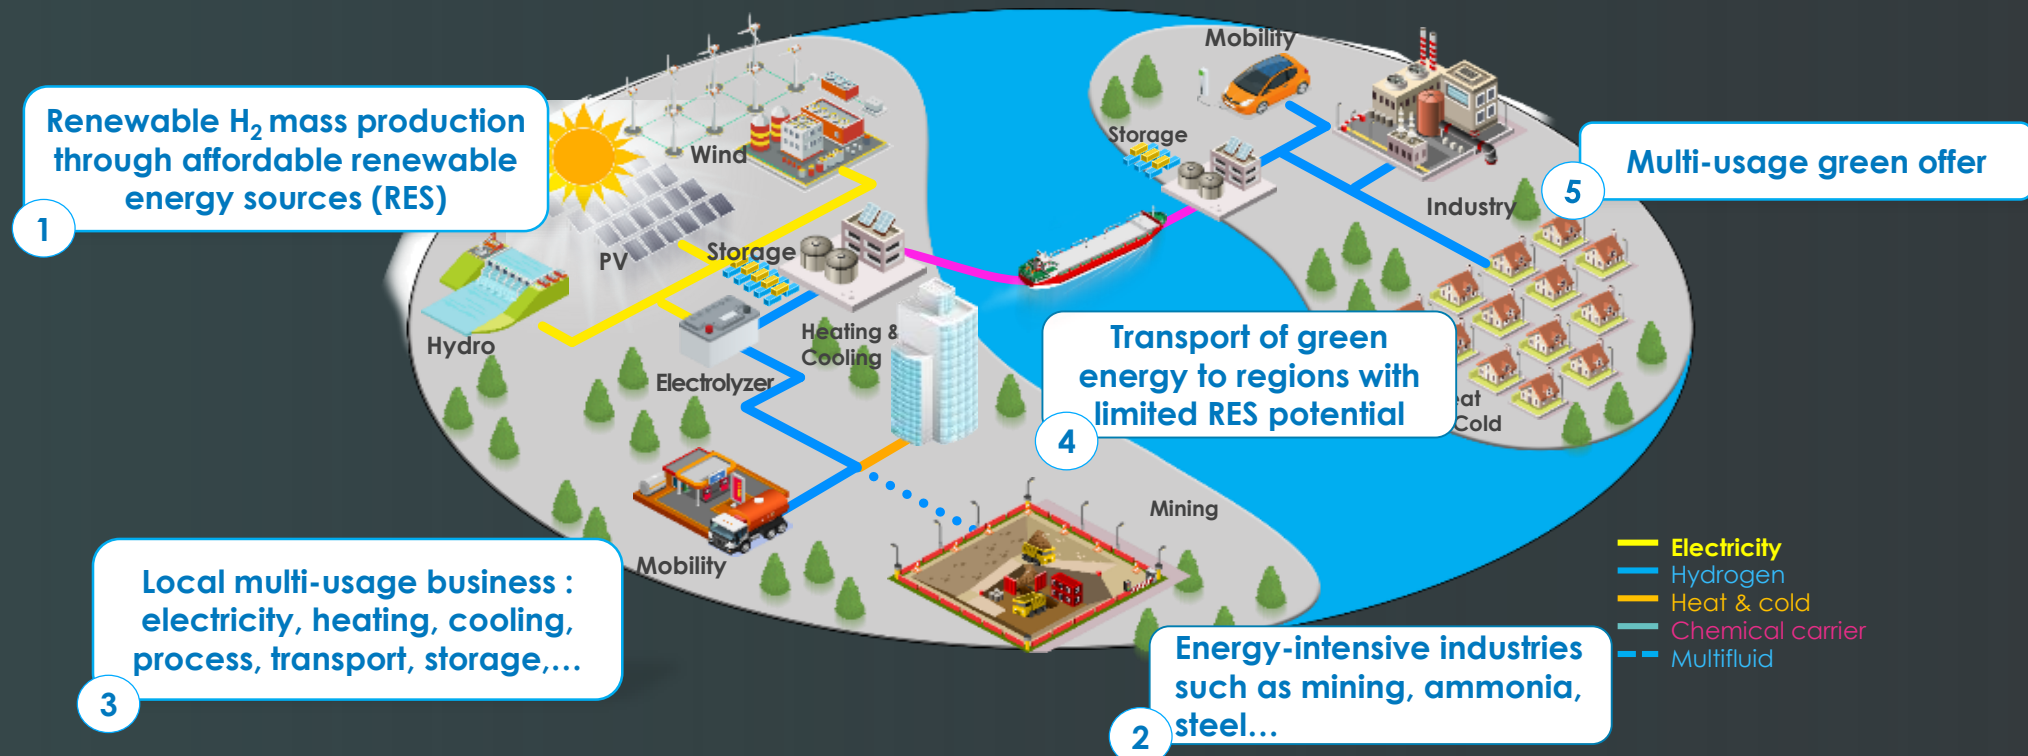 Renewable H₂ mass production
through affordable renewable
energy sources (RES)
1
Wind
PV
Storage
Hydro
Electrolyzer
Heating &
Cooling
Mobility
Mining
Mobility
Storage
Industry
Multi-usage green offer
5
Transport of green
energy to regions with
limited RES potential
4
Cold
Local multi-usage business :
electricity, heating, cooling,
process, transport, storage,...
3
Energy-intensive industries
such as mining, ammonia,
steel...
2
Electricity
Hydrogen
Heat & cold
Chemical carrier
Multifluid